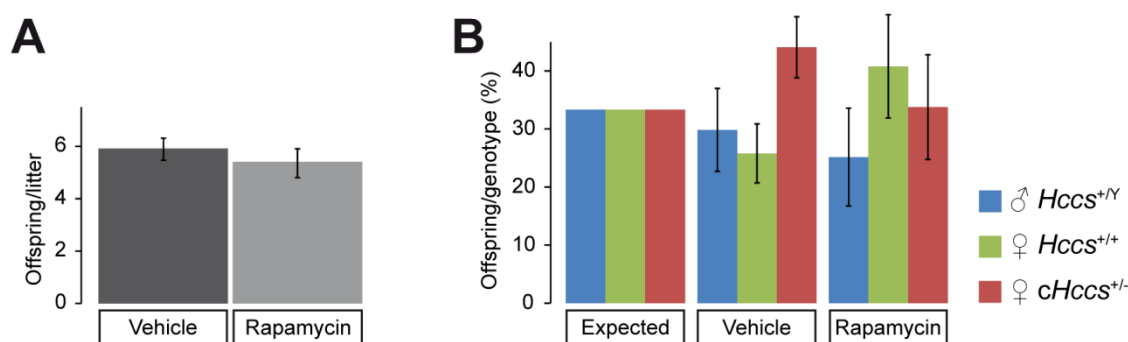 A
Offspring/litter
6
4
2
0
Vehicle
Rapamycin
B
Offspring/genotype (%)
40
30
20
10
0
Expected
Vehicle
Rapamycin
♂ Hccs+/Y
♀ Hccs+/+
♀ cHccs+/-